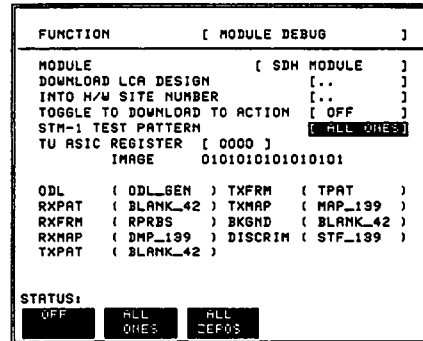 FUNCTION [ MODULE DEBUG ]
MODULE [ SDH MODULE ]
DOWNLOAD LCA DESIGN [.. ]
INTO H/W SITE NUMBER [.. ]
TOGGLE TO DOWNLOAD TO ACTION [ OFF ]
STM-1 TEST PATTERN [ ALL ONES]
TU ASIC REGISTER [ 0000 ]
IMAGE 0101010101010101
ODL ( ODL_GEN ) TXFRM ( TPAT )
RXPAT ( BLANK_42 ) TXMAP ( MAP_139 )
RXFRM ( RPRBS ) BKGND ( BLANK_42 )
RXMAP ( DMP_139 ) DISCRIM ( STF_139 )
TXPAT ( BLANK_42 )
STATUS:
OFF ALL ONES ALL ZEROS